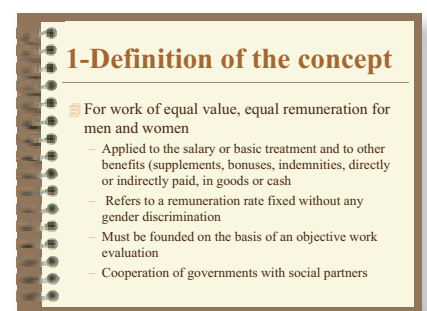 1-Definition of the concept
For work of equal value, equal remuneration for
men and women
– Applied to the salary or basic treatment and to other
benefits (supplements, bonuses, indemnities, directly
or indirectly paid, in goods or cash
– Refers to a remuneration rate fixed without any
gender discrimination
– Must be founded on the basis of an objective work
evaluation
– Cooperation of governments with social partners